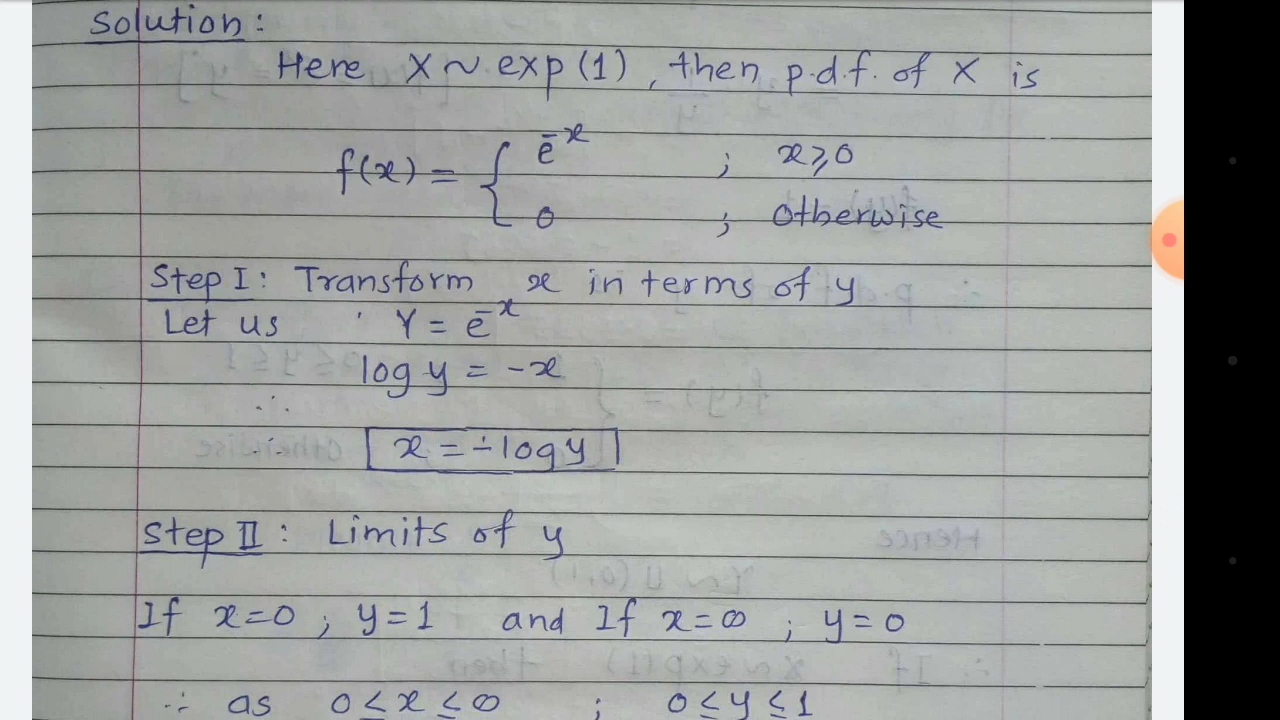 Solution:
Here X ~ exp (1), then p.d.f. of X is
f(x) = { e^-x ; x ≥ 0
0 ; Otherwise
Step I: Transform x in terms of y
Let us Y = e^-x
log y = -x
∴ x = -log y
Step II: Limits of y
If x=0 ; y=1 and If x=∞ ; y=0
∴ as 0 ≤ x ≤ ∞ ; 0 ≤ y ≤ 1